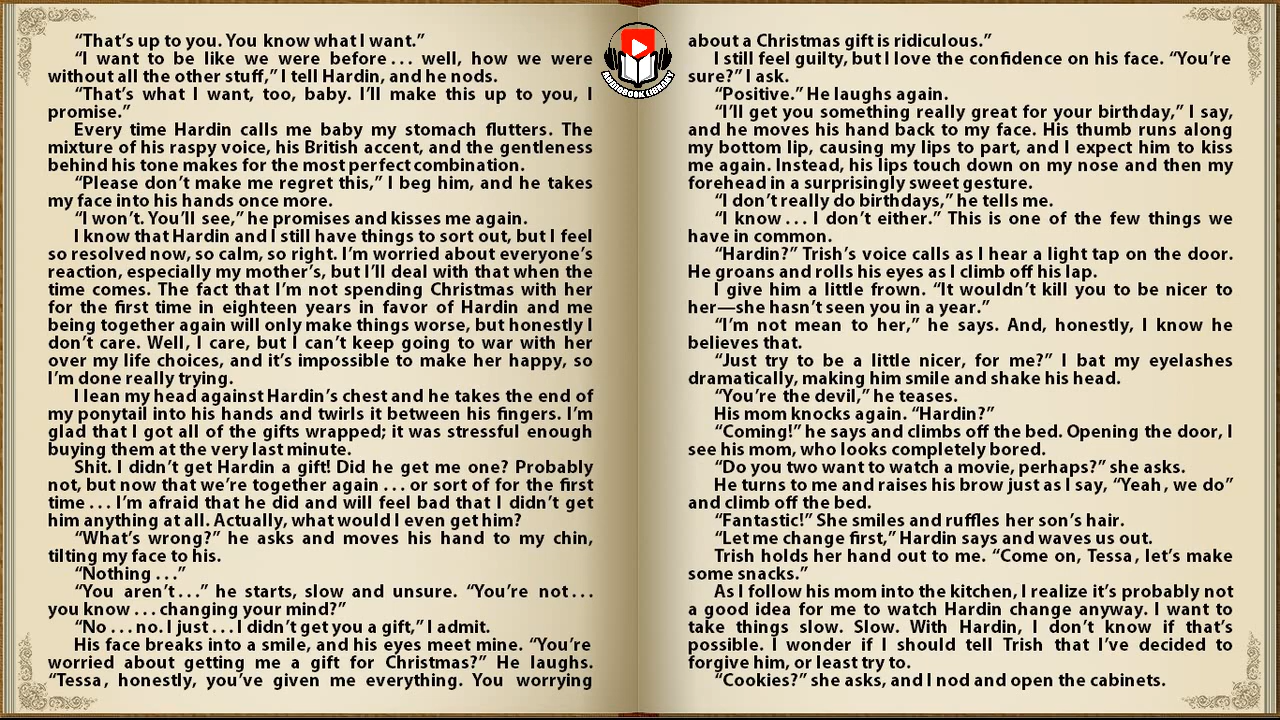 “That’s up to you. You know what I want.”
“I want to be like we were before . . . well, how we were
without all the other stuff,” I tell Hardin, and he nods.
“That’s what I want, too, baby. I’ll make this up to you, I
promise.”
Every time Hardin calls me baby my stomach flutters. The
mixture of his raspy voice, his British accent, and the gentleness
behind his tone makes for the most perfect combination.
“Please don’t make me regret this,” I beg him, and he takes
my face into his hands once more.
“I won’t. You’ll see,” he promises and kisses me again.
I know that Hardin and I still have things to sort out, but I feel
so resolved now, so calm, so right. I’m worried about everyone’s
reaction, especially my mother’s, but I’ll deal with that when the
time comes. The fact that I’m not spending Christmas with her
for the first time in eighteen years in favor of Hardin and me
being together again will only make things worse, but honestly I
don’t care. Well, I care, but I can’t keep going to war with her
over my life choices, and it’s impossible to make her happy, so
I’m done really trying.
I lean my head against Hardin’s chest and he takes the end of
my ponytail into his hands and twirls it between his fingers. I’m
glad that I got all of the gifts wrapped; it was stressful enough
buying them at the very last minute.
Shit. I didn’t get Hardin a gift! Did he get me one? Probably
not, but now that we’re together again . . . or sort of for the first
time . . . I’m afraid that he did and will feel bad that I didn’t get
him anything at all. Actually, what would I even get him?
“What’s wrong?” he asks and moves his hand to my chin,
tilting my face to his.
“Nothing . . .”
“You aren’t . . .” he starts, slow and unsure. “You’re not . . .
you know . . . changing your mind?”
“No . . . no. I just . . . I didn’t get you a gift,” I admit.
His face breaks into a smile, and his eyes meet mine. “You’re
worried about getting me a gift for Christmas?” He laughs.
“Tessa, honestly, you’ve given me everything. You worrying
AUDIOBOOK LIBRARY
about a Christmas gift is ridiculous.”
I still feel guilty, but I love the confidence on his face. “You’re
sure?” I ask.
“Positive.” He laughs again.
“I’ll get you something really great for your birthday,” I say,
and he moves his hand back to my face. His thumb runs along
my bottom lip, causing my lips to part, and I expect him to kiss
me again. Instead, his lips touch down on my nose and then my
forehead in a surprisingly sweet gesture.
“I don’t really do birthdays,” he tells me.
“I know . . . I don’t either.” This is one of the few things we
have in common.
“Hardin?” Trish’s voice calls as I hear a light tap on the door.
He groans and rolls his eyes as I climb off his lap.
I give him a little frown. “It wouldn’t kill you to be nicer to
her—she hasn’t seen you in a year.”
“I’m not mean to her,” he says. And, honestly, I know he
believes that.
“Just try to be a little nicer, for me?” I bat my eyelashes
dramatically, making him smile and shake his head.
“You’re the devil,” he teases.
His mom knocks again. “Hardin?”
“Coming!” he says and climbs off the bed. Opening the door, I
see his mom, who looks completely bored.
“Do you two want to watch a movie, perhaps?” she asks.
He turns to me and raises his brow just as I say, “Yeah, we do”
and climb off the bed.
“Fantastic!” She smiles and ruffles her son’s hair.
“Let me change first,” Hardin says and waves us out.
Trish holds her hand out to me. “Come on, Tessa, let’s make
some snacks.”
As I follow his mom into the kitchen, I realize it’s probably not
a good idea for me to watch Hardin change anyway. I want to
take things slow. Slow. With Hardin, I don’t know if that’s
possible. I wonder if I should tell Trish that I’ve decided to
forgive him, or least try to.
“Cookies?” she asks, and I nod and open the cabinets.